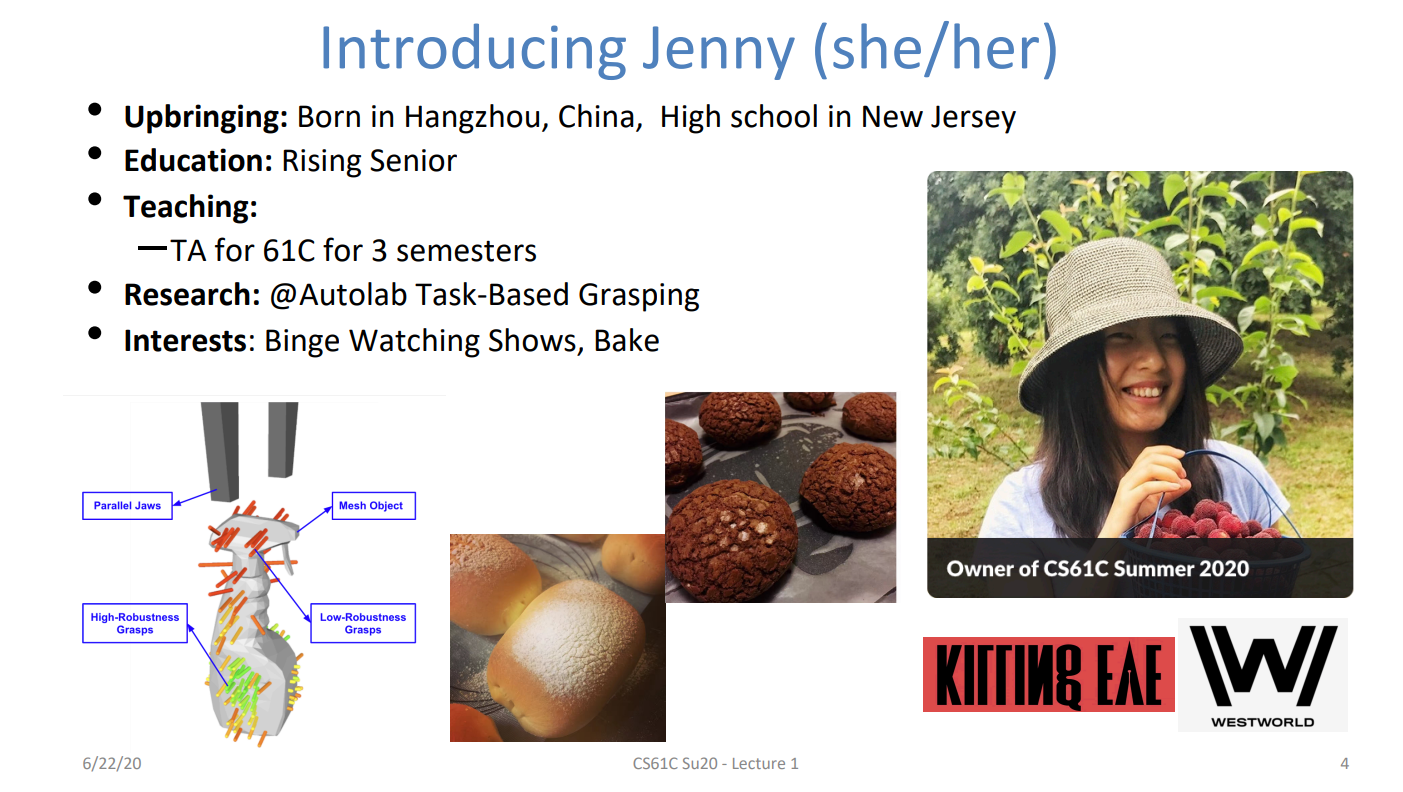 Introducing Jenny (she/her)
• Upbringing: Born in Hangzhou, China, High school in New Jersey
• Education: Rising Senior
• Teaching:
—TA for 61C for 3 semesters
• Research: @Autolab Task-Based Grasping
• Interests: Binge Watching Shows, Bake
Parallel Jaws
Mesh Object
High-Robustness
Grasps
Low-Robustness
Grasps
Owner of CS61C Summer 2020
KILLING EVE
W
WESTWORLD
6/22/20
CS61C Su20 - Lecture 1
4